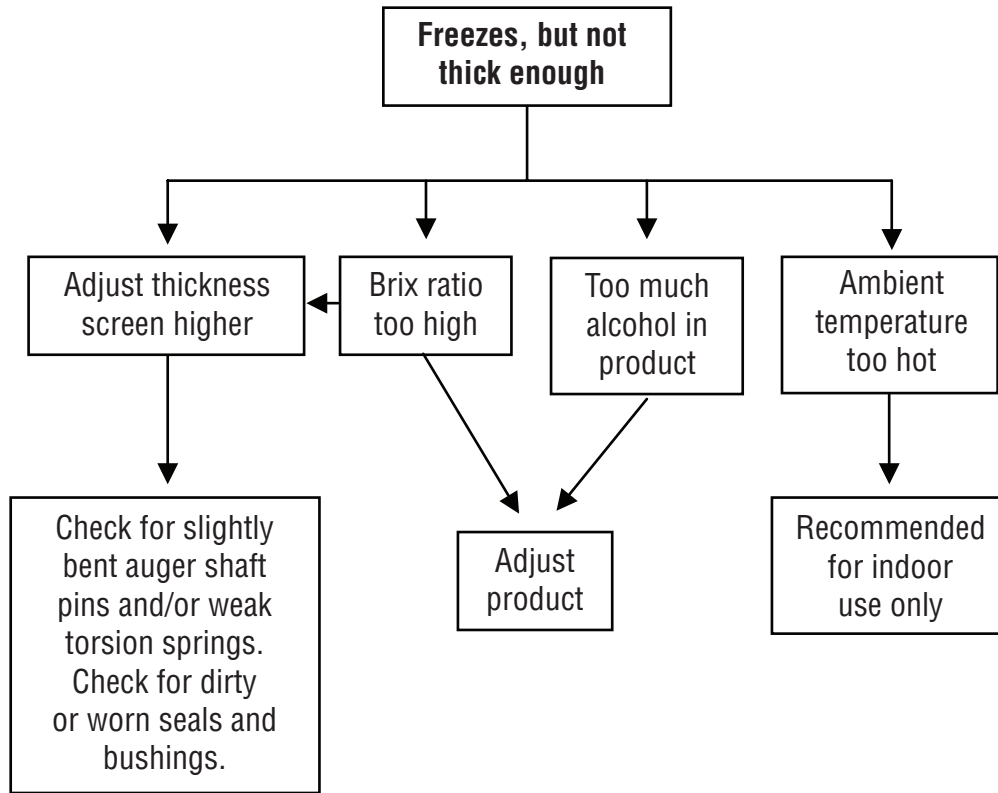 Freezes, but not
thick enough
Adjust thickness
screen higher
Brix ratio
too high
Too much
alcohol in
product
Ambient
temperature
too hot
Check for slightly
bent auger shaft
pins and/or weak
torsion springs.
Check for dirty
or worn seals and
bushings.
Adjust
product
Recommended
for indoor
use only